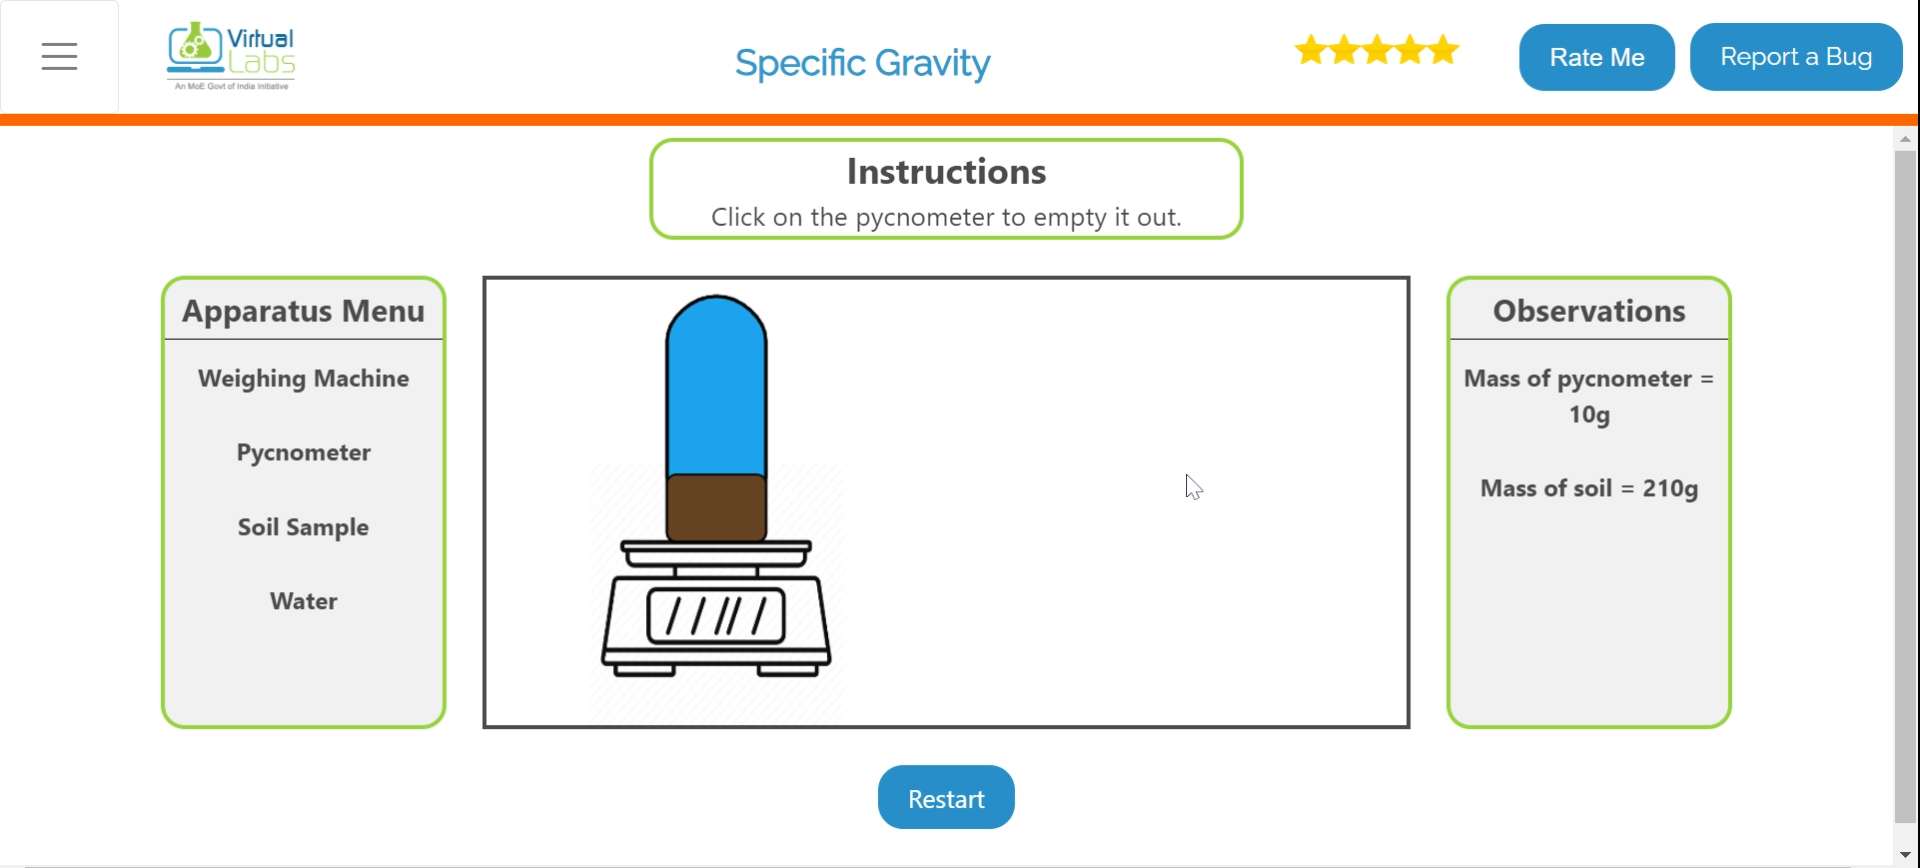 Virtual
Labs
An MoE Govt of India Initiative
Specific Gravity
Rate Me
Report a Bug
Instructions
Click on the pycnometer to empty it out.
Apparatus Menu
Weighing Machine
Pycnometer
Soil Sample
Water
Observations
Mass of pycnometer =
10g
Mass of soil = 210g
Restart